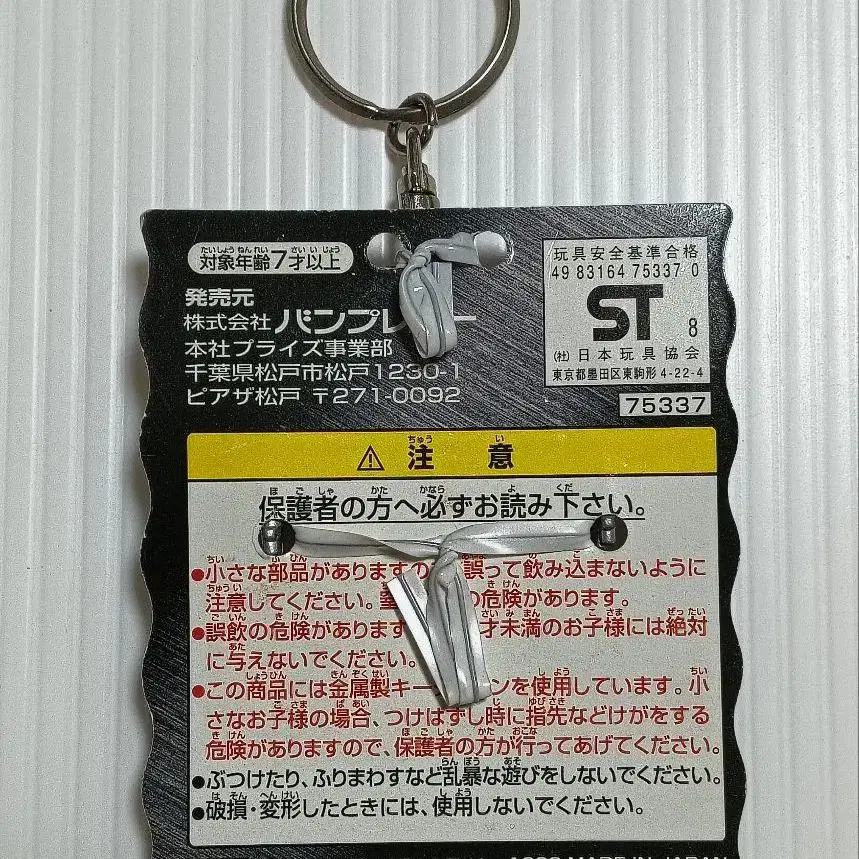 対象年齢7才以上
発売元
株式会社 バンプレ
本社プライズ事業部
千葉県松戸市松戸1230-1
ピアザ松戸 〒271-0092
玩具安全基準合格
49 83164 75337 0
ST 8
(社)日本玩具協会
東京都墨田区東駒形4-22-4
75337
⚠ 注意
保護者の方へ必ずお読み下さい。
●小さな部品がありますの 誤って飲み込まないように
注意してください。 の危険があります。
●誤飲の危険があります 才未満のお子様には絶対
に与えないでください。
●この商品には金属製キー ンを使用しています。小
さなお子様の場合、つけはずし時に指先などけがをする
危険がありますので、保護者の方が行ってあげてください。
●ぶつけたり、ふりまわすなど乱暴な遊びをしないでください。
●破損・変形したときには、使用しないでください。
MADE IN JAPAN